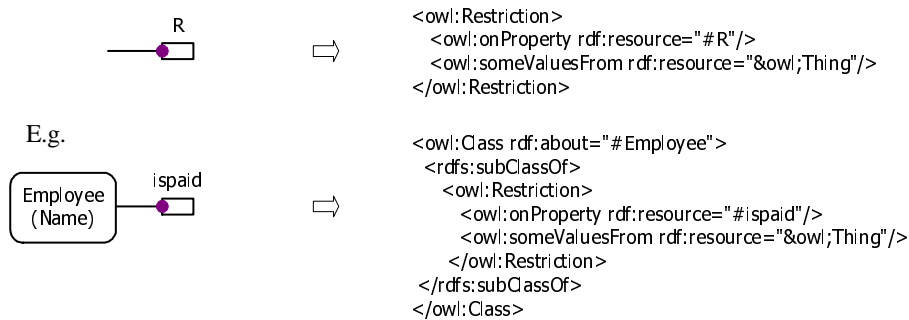 R
<owl:Restriction>
<owl:onProperty rdf:resource="#R"/>
<owl:someValuesFrom rdf:resource="&owl;Thing"/>
</owl:Restriction>
E.g.
Employee
(Name)
ispaid
<owl:Class rdf:about="#Employee">
<rdfs:subClassOf>
<owl:Restriction>
<owl:onProperty rdf:resource="#ispaid"/>
<owl:someValuesFrom rdf:resource="&owl;Thing"/>
</owl:Restriction>
</rdfs:subClassOf>
</owl:Class>